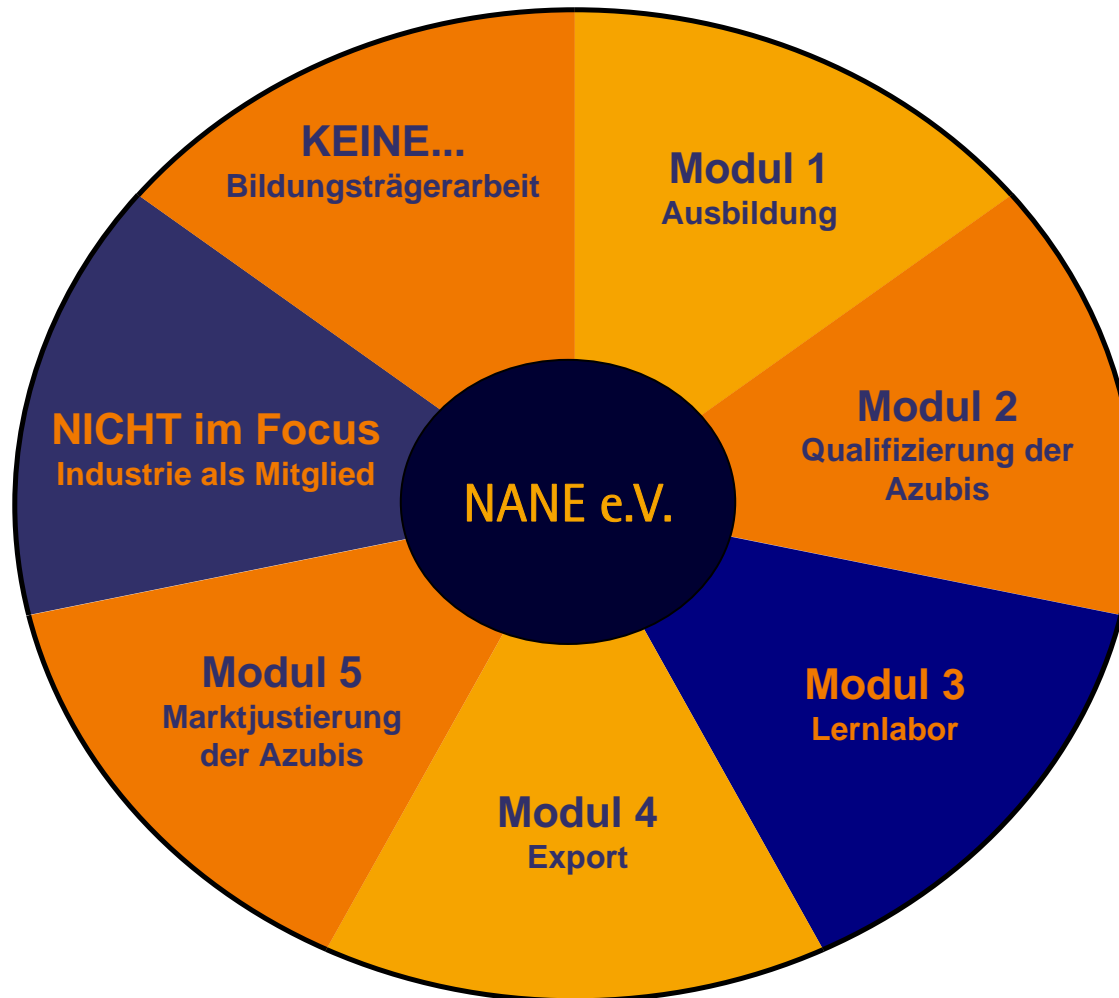 KEINE...
Bildungsträgerarbeit
Modul 1
Ausbildung
Modul 2
Qualifizierung der
Azubis
NICHT im Focus
Industrie als Mitglied
NANE e.V.
Modul 3
Lernlabor
Modul 5
Marktjustierung
der Azubis
Modul 4
Export